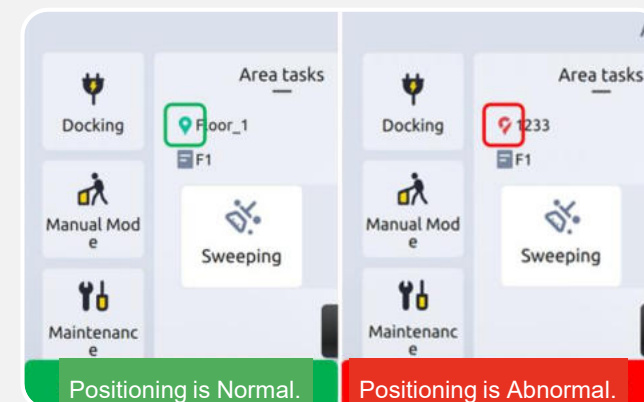 Area tasks
Docking
Floor_1
F1
Manual Mod
e
Sweeping
Maintenanc
e
Positioning is Normal.
Area tasks
Docking
1233
F1
Manual Mod
e
Sweeping
Maintenanc
e
Positioning is Abnormal.